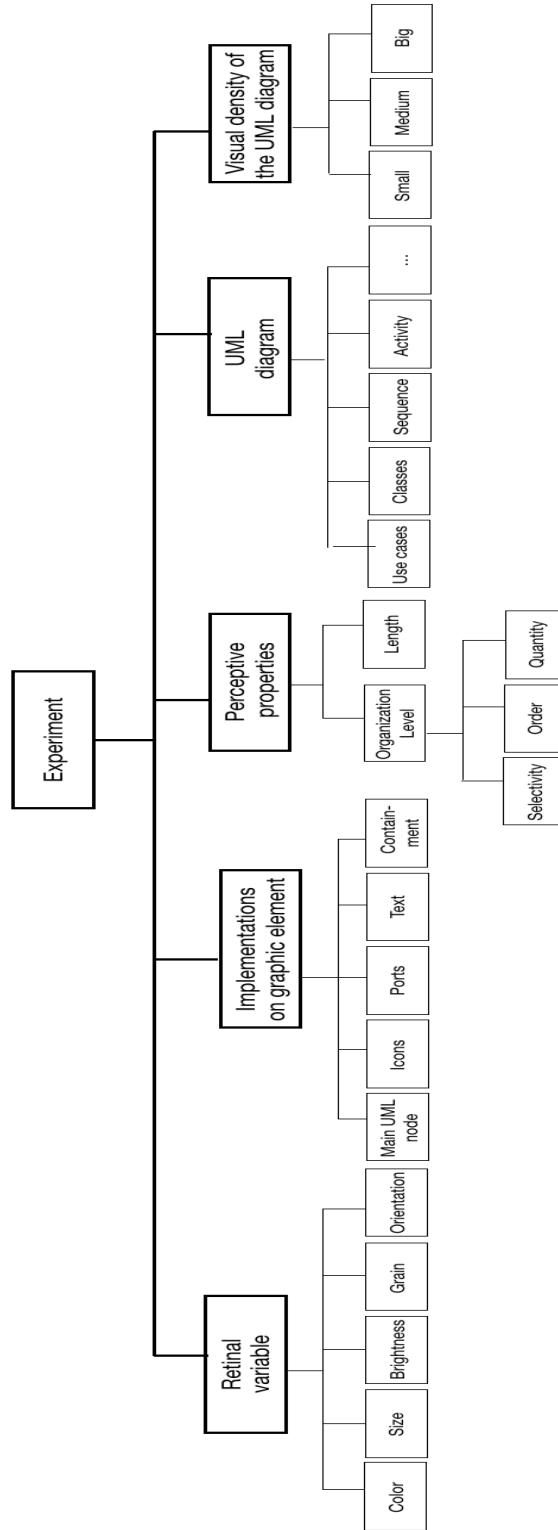 Experiment
Retinal
variable
Implementations
on graphic element
Perceptive
properties
UML
diagram
Visual density of
the UML diagram
Color
Size
Brightness
Grain
Orientation
Main UML
node
Icons
Ports
Text
Contain-
ment
Organization
Level
Length
Use cases
Classes
Sequence
Activity
...
Small
Medium
Big
Selectivity
Order
Quantity